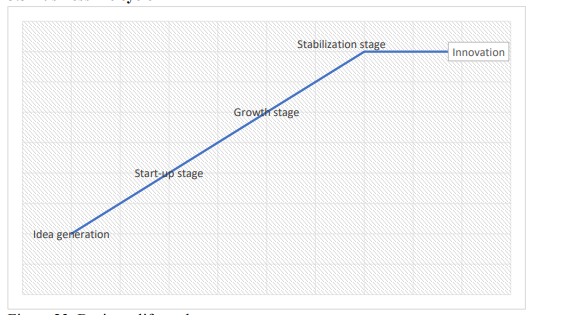 Stabilization stage
Innovation
Growth stage
Start-up stage
Idea generation